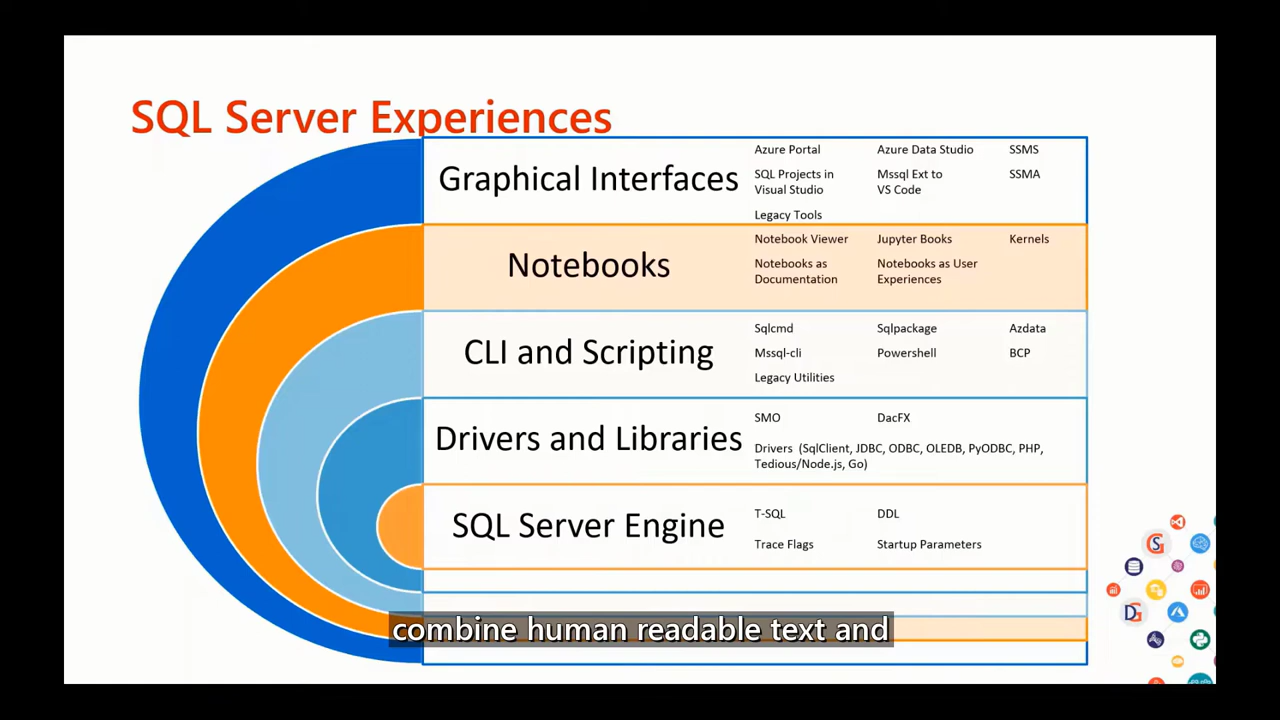 SQL Server Experiences
Graphical Interfaces
Azure Portal
Azure Data Studio
SSMS
SQL Projects in
Visual Studio
Mssql Ext to
VS Code
SSMA
Legacy Tools
Notebooks
Notebook Viewer
Jupyter Books
Kernels
Notebooks as
Documentation
Notebooks as User
Experiences
CLI and Scripting
Sqlcmd
Sqlpackage
Azdata
Mssql-cli
Powershell
BCP
Legacy Utilities
Drivers and Libraries
SMO
DacFX
Drivers (SqlClient, JDBC, ODBC, OLEDB, PyODBC, PHP,
Tedious/Node.js, Go)
SQL Server Engine
T-SQL
DDL
Trace Flags
Startup Parameters
combine human readable text and